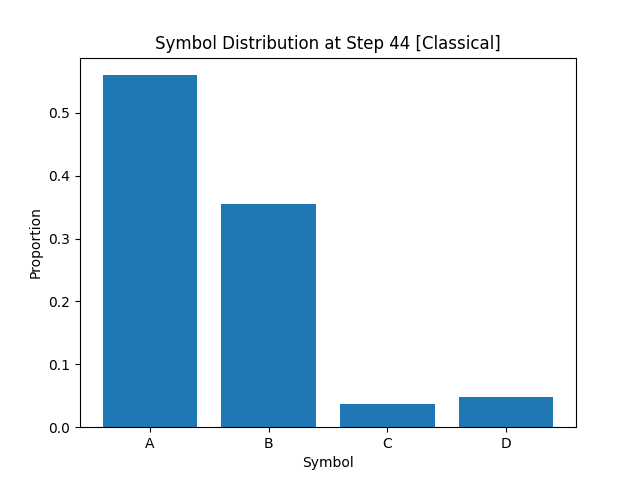 Symbol Distribution at Step 44 [Classical]
0.5
0.4
0.3
0.2
0.1
0.0
Proportion
A B C D
Symbol